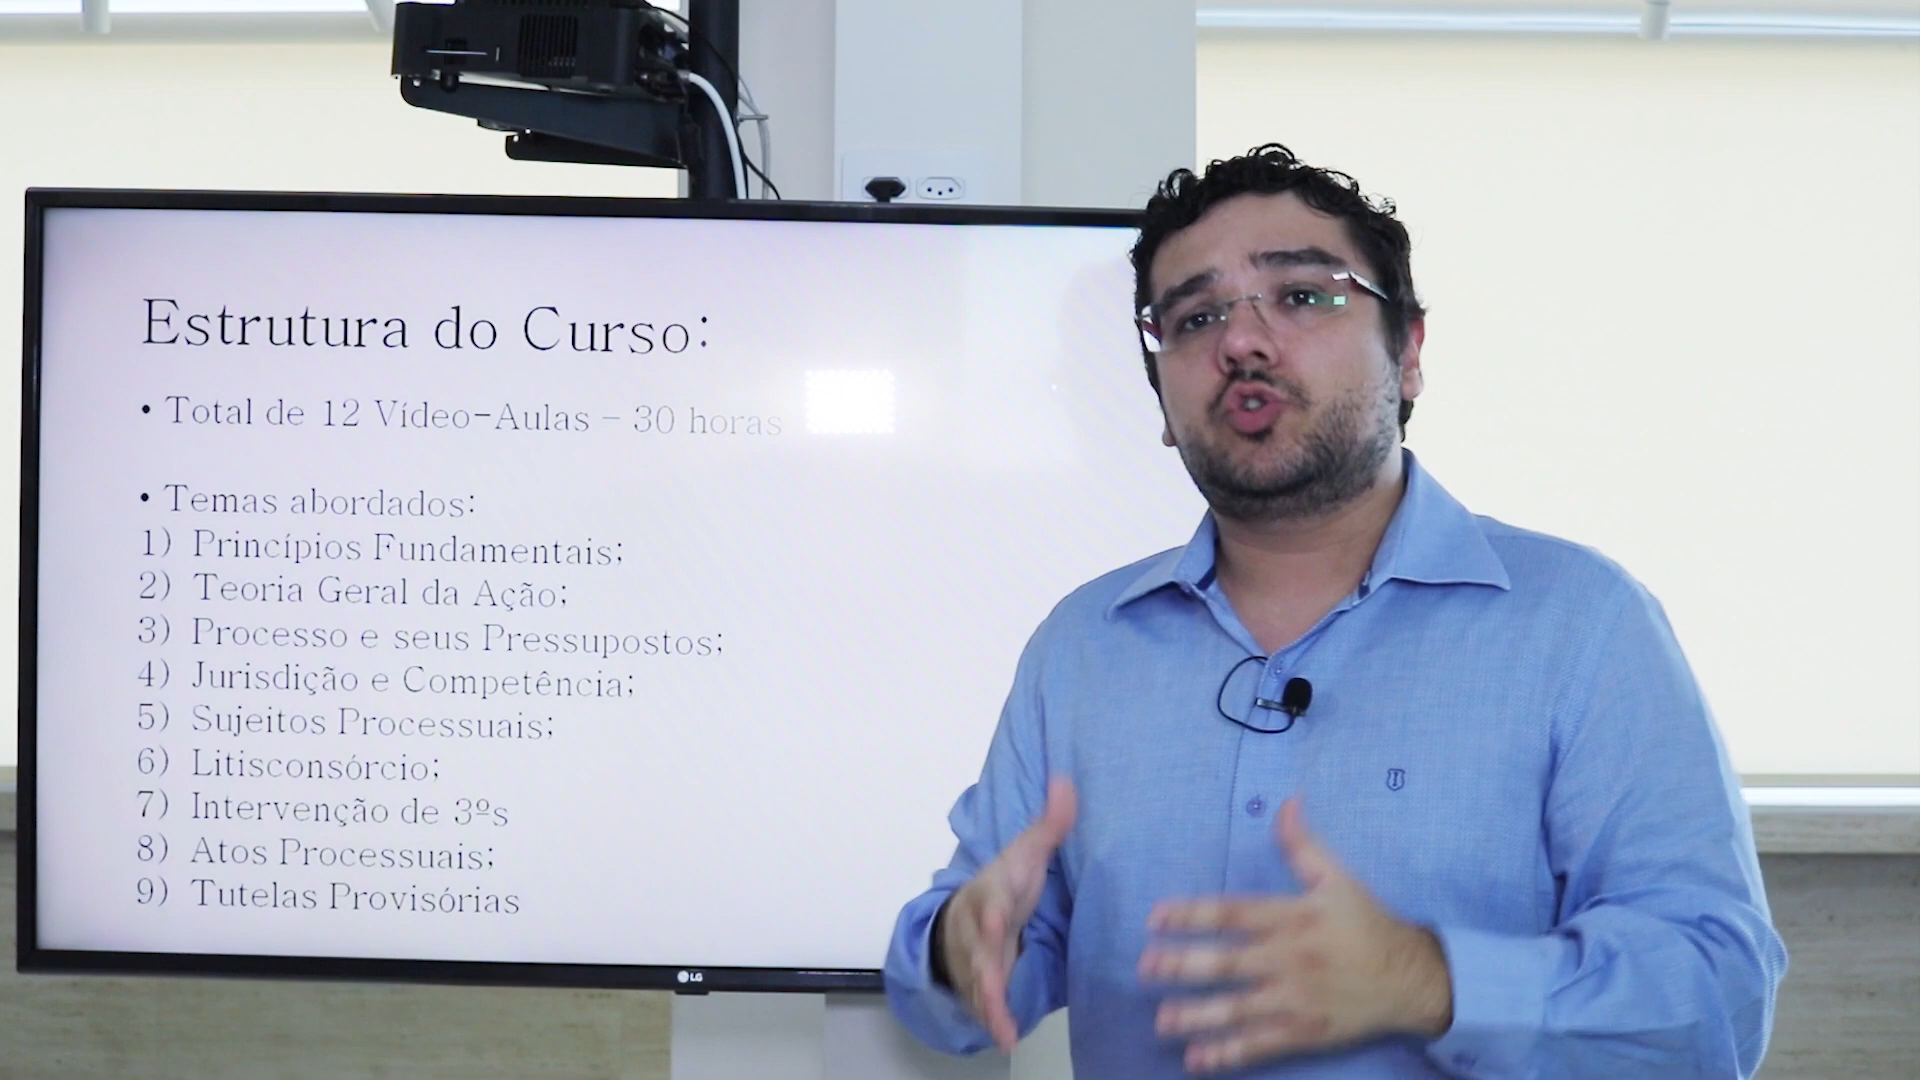 Estrutura do Curso:
• Total de 12 Vídeo-Aulas – 30 horas
• Temas abordados:
1) Princípios Fundamentais;
2) Teoria Geral da Ação;
3) Processo e seus Pressupostos;
4) Jurisdição e Competência;
5) Sujeitos Processuais;
6) Litisconsórcio;
7) Intervenção de 3ºs
8) Atos Processuais;
9) Tutelas Provisórias
LG